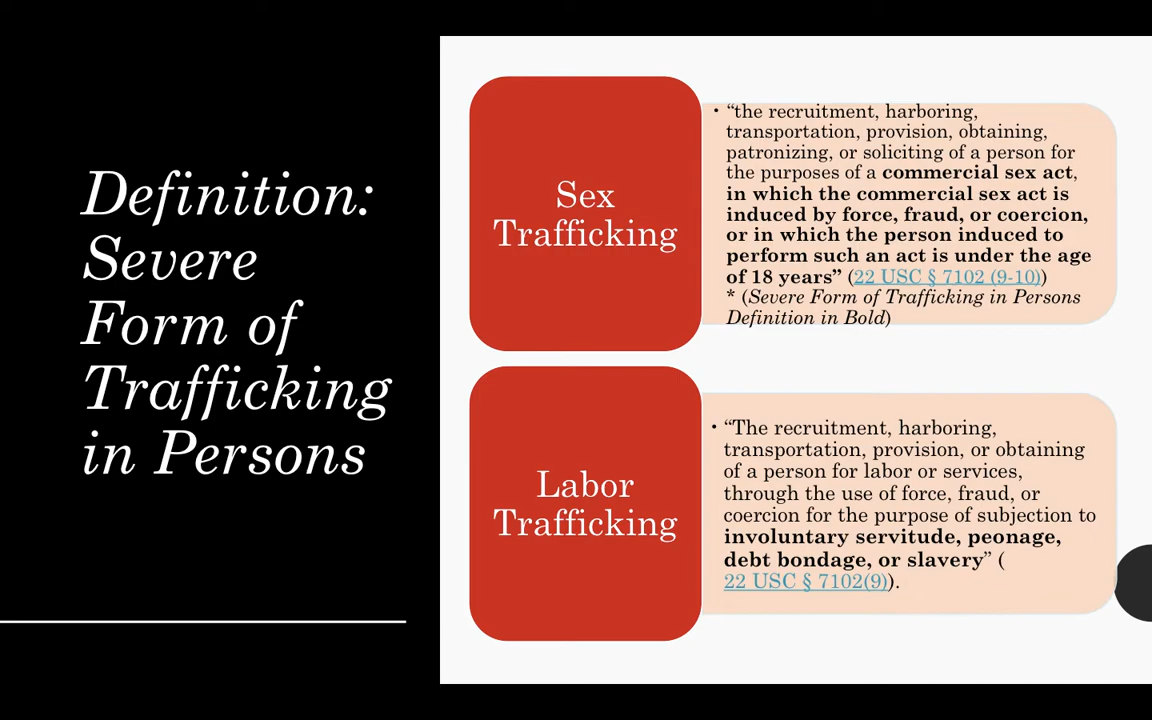 Definition:
Severe
Form of
Trafficking
in Persons
Sex
Trafficking
• “the recruitment, harboring,
transportation, provision, obtaining,
patronizing, or soliciting of a person for
the purposes of a commercial sex act,
in which the commercial sex act is
induced by force, fraud, or coercion,
or in which the person induced to
perform such an act is under the age
of 18 years” (22 USC § 7102 (9-10))
* (Severe Form of Trafficking in Persons
Definition in Bold)
Labor
Trafficking
• “The recruitment, harboring,
transportation, provision, or obtaining
of a person for labor or services,
through the use of force, fraud, or
coercion for the purpose of subjection to
involuntary servitude, peonage,
debt bondage, or slavery” (
22 USC § 7102(9)).